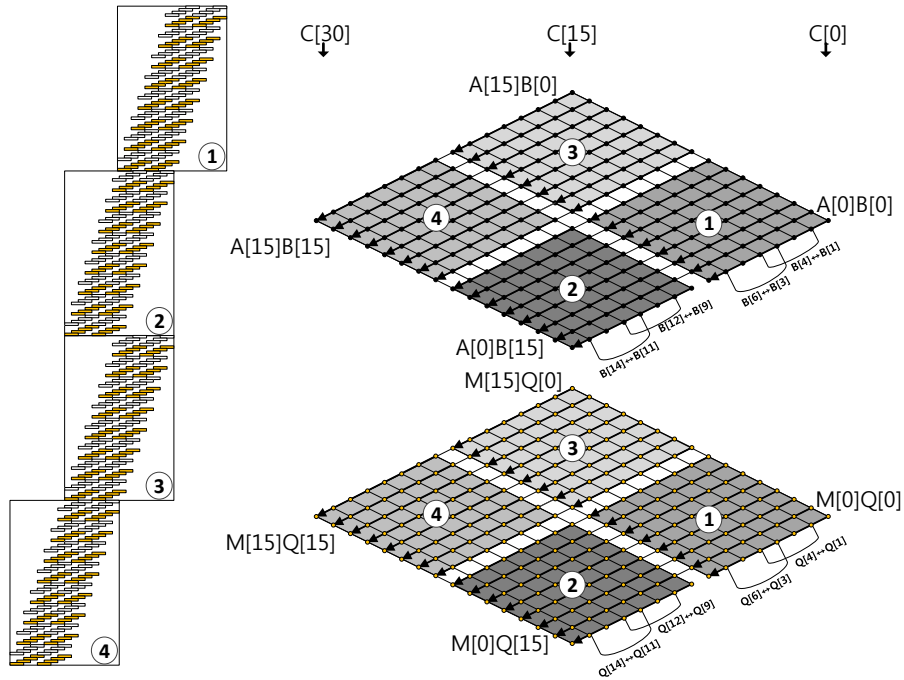 C[30] C[15] C[0]
A[15]B[0]
3
1
4
1
A[0]B[0]
A[15]B[15]
B[4]↔B[1]
B[6]↔B[3]
2
B[12]↔B[9]
2
A[0]B[15]
B[14]↔B[11]
M[15]Q[0]
3
3
4
1
M[0]Q[0]
M[15]Q[15]
Q[4]↔Q[1]
Q[6]↔Q[3]
2
Q[12]↔Q[9]
M[0]Q[15]
Q[14]↔Q[11]
4